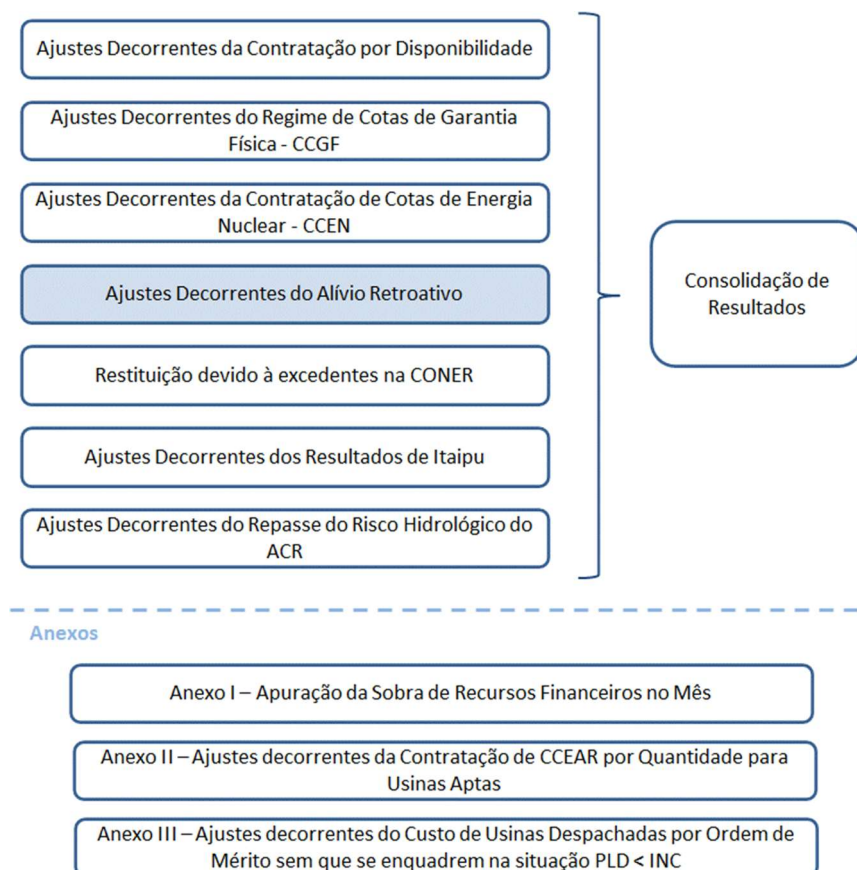 Ajustes Decorrentes da Contratação por Disponibilidade
Ajustes Decorrentes do Regime de Cotas de Garantia
Física - CCGF
Ajustes Decorrentes da Contratação de Cotas de Energia
Nuclear - CCEN
Ajustes Decorrentes do Alívio Retroativo
Restituição devido à excedentes na CONER
Ajustes Decorrentes dos Resultados de Itaipu
Ajustes Decorrentes do Repasse do Risco Hidrológico do
ACR
Consolidação de
Resultados
Anexos
Anexo I – Apuração da Sobra de Recursos Financeiros no Mês
Anexo II – Ajustes decorrentes da Contratação de CCEAR por Quantidade para
Usinas Aptas
Anexo III – Ajustes decorrentes do Custo de Usinas Despachadas por Ordem de
Mérito sem que se enquadrem na situação PLD < INC